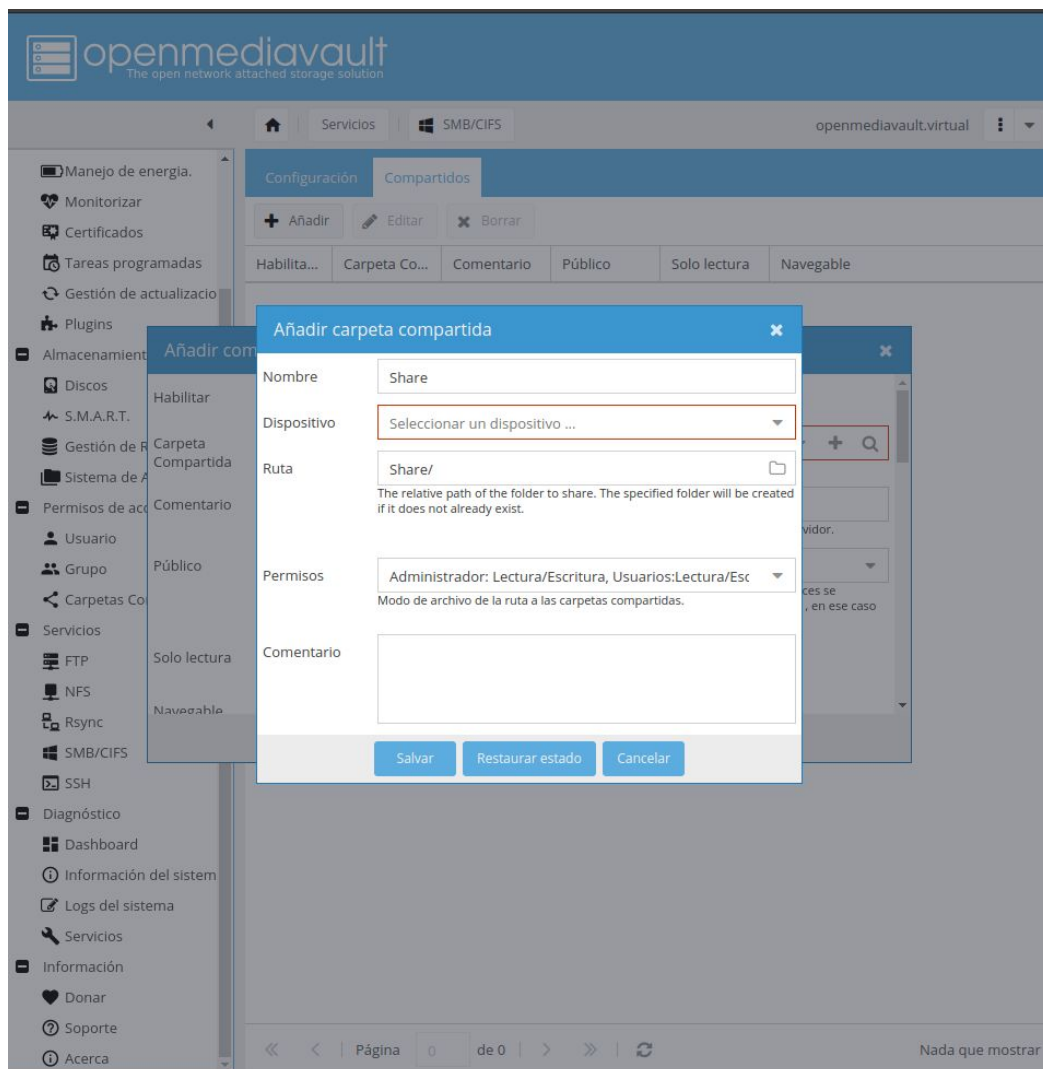 openmediavault
The open network attached storage solution
Servicios
SMB/CIFS
openmediavault.virtual
Manejo de energia.
Monitorizar
Certificados
Tareas programadas
Gestión de actualizacio
Plugins
Almacenamient
Discos
S.M.A.R.T.
Gestión de R
Sistema de A
Permisos de acc
Usuario
Grupo
Carpetas Co
Servicios
FTP
NFS
Rsync
SMB/CIFS
SSH
Diagnóstico
Dashboard
Información del sistem
Logs del sistema
Servicios
Información
Donar
Soporte
Acerca
Configuración
Compartidos
Añadir
Editar
Borrar
Habilita...
Carpeta Co...
Comentario
Público
Solo lectura
Navegable
Añadir com
Habilitar
Carpeta
Compartida
Comentario
vidor.
Público
ces se
, en ese caso
Solo lectura
Navegable
Añadir carpeta compartida
Nombre
Share
Dispositivo
Seleccionar un dispositivo ...
Ruta
Share/
The relative path of the folder to share. The specified folder will be created
if it does not already exist.
Permisos
Administrador: Lectura/Escritura, Usuarios:Lectura/Esc
Modo de archivo de la ruta a las carpetas compartidas.
Comentario
Salvar
Restaurar estado
Cancelar
Página
0
de 0
Nada que mostrar